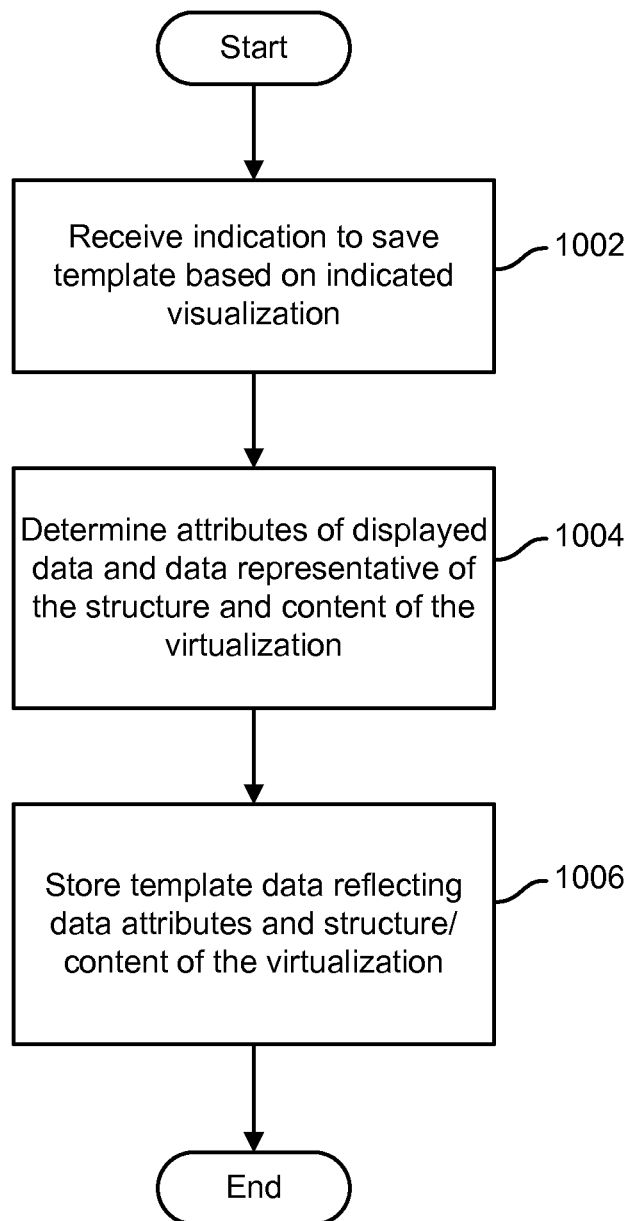 Start
Receive indication to save
template based on indicated
visualization
1002
Determine attributes of displayed
data and data representative of
the structure and content of the
virtualization
1004
Store template data reflecting
data attributes and structure/
content of the virtualization
1006
End